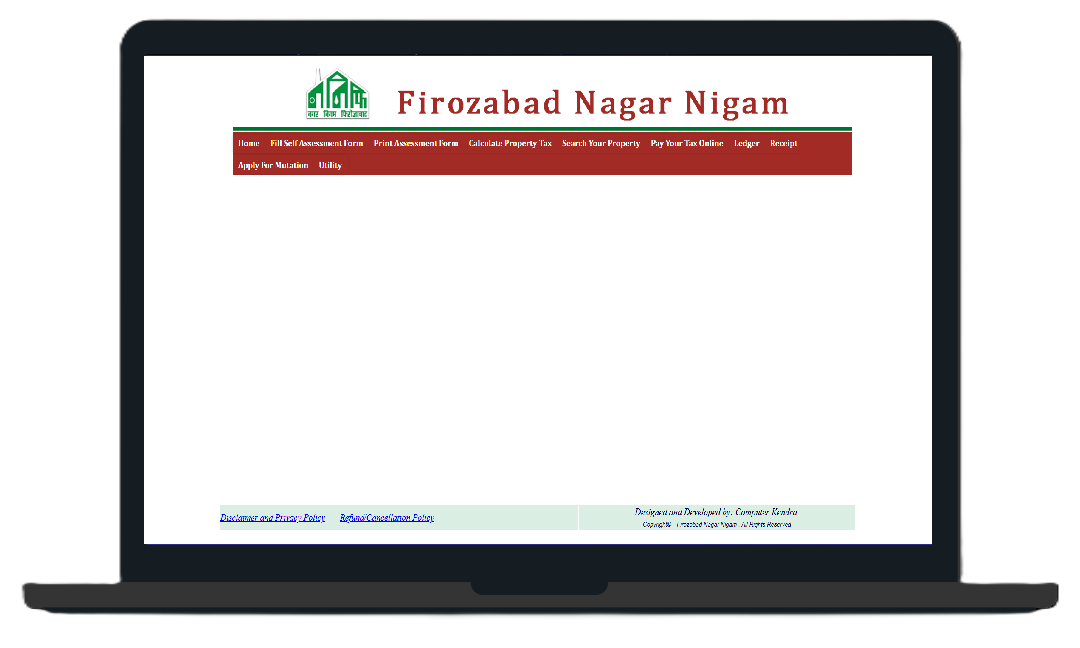 नगर निगम फिरोजाबाद
Firozabad Nagar Nigam
Home Fill Self Assessment Form Print Assessment Form Calculate Property Tax Search Your Property Pay Your Tax Online Ledger Receipt
Apply For Mutation Utility
Disclaimer and Privacy Policy Refund/Cancellation Policy
Designed and Developed by: Computer Kendra
Copyright© Firozabad Nagar Nigam. All Rights Reserved